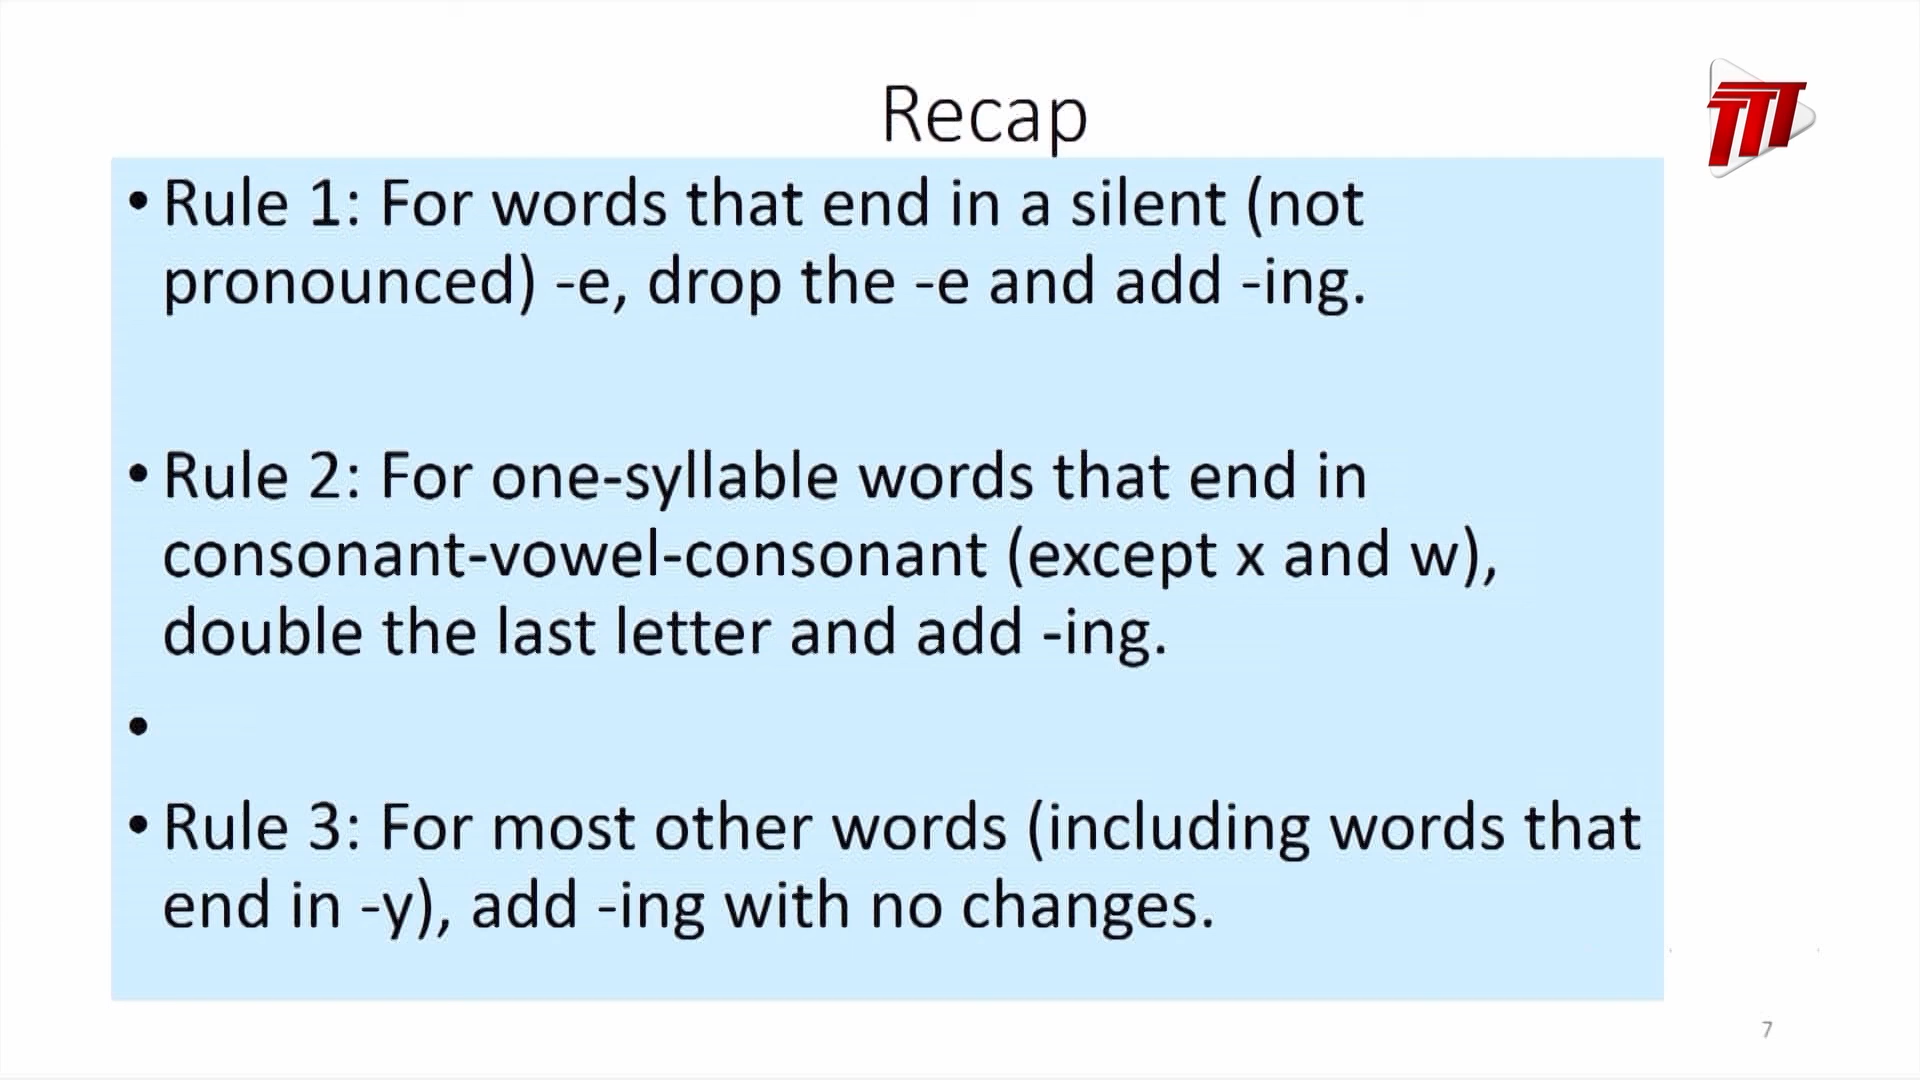 Recap
TTT
• Rule 1: For words that end in a silent (not
pronounced) -e, drop the -e and add -ing.
• Rule 2: For one-syllable words that end in
consonant-vowel-consonant (except x and w),
double the last letter and add -ing.
•
• Rule 3: For most other words (including words that
end in -y), add -ing with no changes.
7